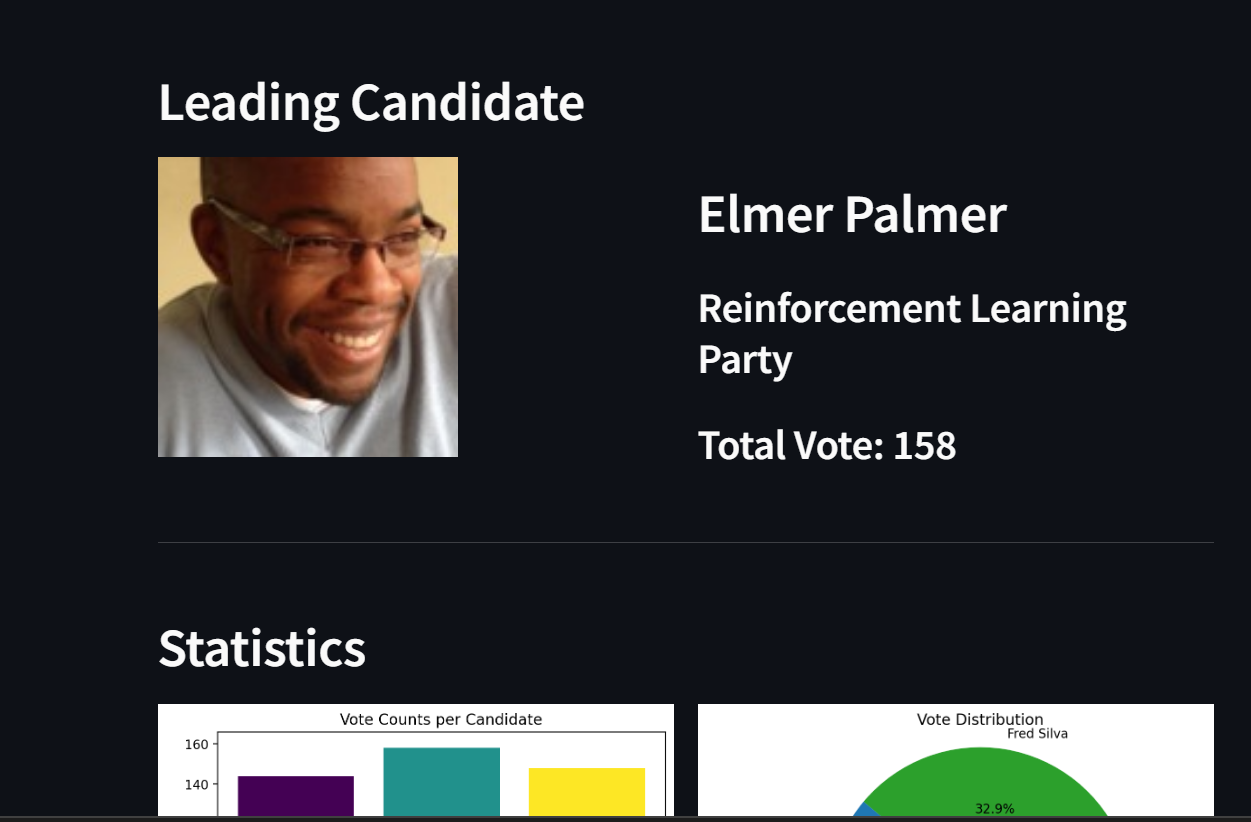 Leading Candidate
Elmer Palmer
Reinforcement Learning
Party
Total Vote: 158
Statistics
Vote Counts per Candidate
160
140
Vote Distribution
Fred Silva
32.9%